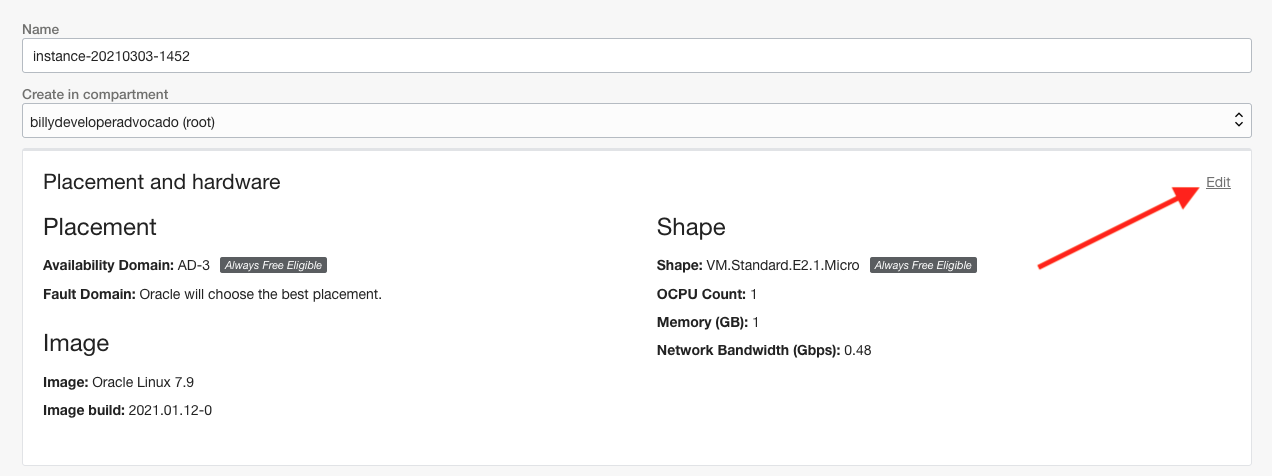 Name
instance-20210303-1452
Create in compartment
billydeveloperadvocado (root)
Placement and hardware
Edit
Placement
Availability Domain: AD-3 Always Free Eligible
Fault Domain: Oracle will choose the best placement.
Image
Image: Oracle Linux 7.9
Image build: 2021.01.12-0
Shape
Shape: VM.Standard.E2.1.Micro Always Free Eligible
OCPU Count: 1
Memory (GB): 1
Network Bandwidth (Gbps): 0.48